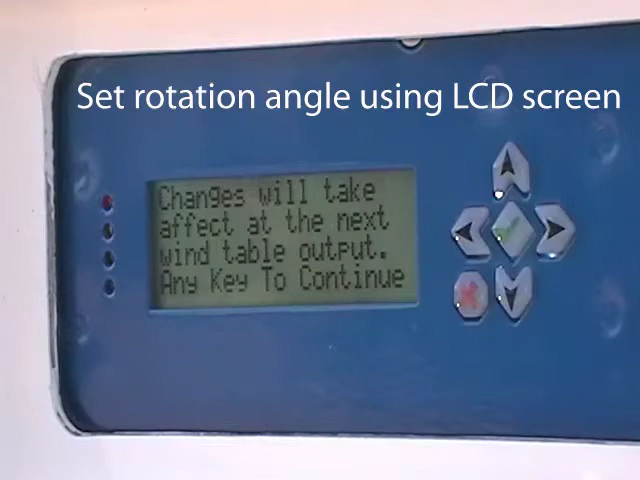 Set rotation angle using LCD screen
Changes will take
affect at the next
wind table output.
Any Key To Continue